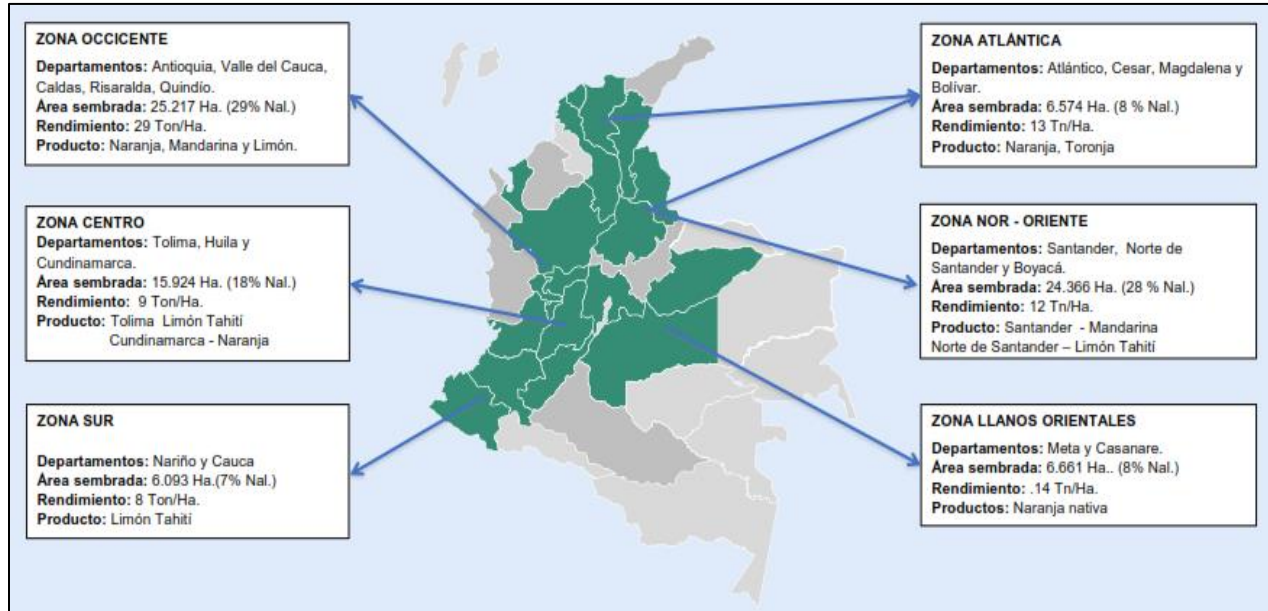 ZONA OCCICENTE
Departamentos: Antioquia, Valle del Cauca,
Caldas, Risaralda, Quindío.
Área sembrada: 25.217 Ha. (29% Nal.)
Rendimiento: 29 Ton/Ha.
Producto: Naranja, Mandarina y Limón.
ZONA CENTRO
Departamentos: Tolima, Huila y
Cundinamarca.
Área sembrada: 15.924 Ha. (18% Nal.)
Rendimiento: 9 Ton/Ha.
Producto: Tolima Limón Tahití
Cundinamarca - Naranja
ZONA SUR
Departamentos: Nariño y Cauca
Área sembrada: 6.093 Ha.(7% Nal.)
Rendimiento: 8 Ton/Ha.
Producto: Limón Tahití
ZONA ATLÁNTICA
Departamentos: Atlántico, Cesar, Magdalena y
Bolívar.
Área sembrada: 6.574 Ha. (8 % Nal.)
Rendimiento: 13 Tn/Ha.
Producto: Naranja, Toronja
ZONA NOR - ORIENTE
Departamentos: Santander, Norte de
Santander y Boyacá.
Área sembrada: 24.366 Ha. (28 % Nal.)
Rendimiento: 12 Tn/Ha.
Producto: Santander - Mandarina
Norte de Santander – Limón Tahití
ZONA LLANOS ORIENTALES
Departamentos: Meta y Casanare.
Área sembrada: 6.661 Ha.. (8% Nal.)
Rendimiento: .14 Tn/Ha.
Productos: Naranja nativa